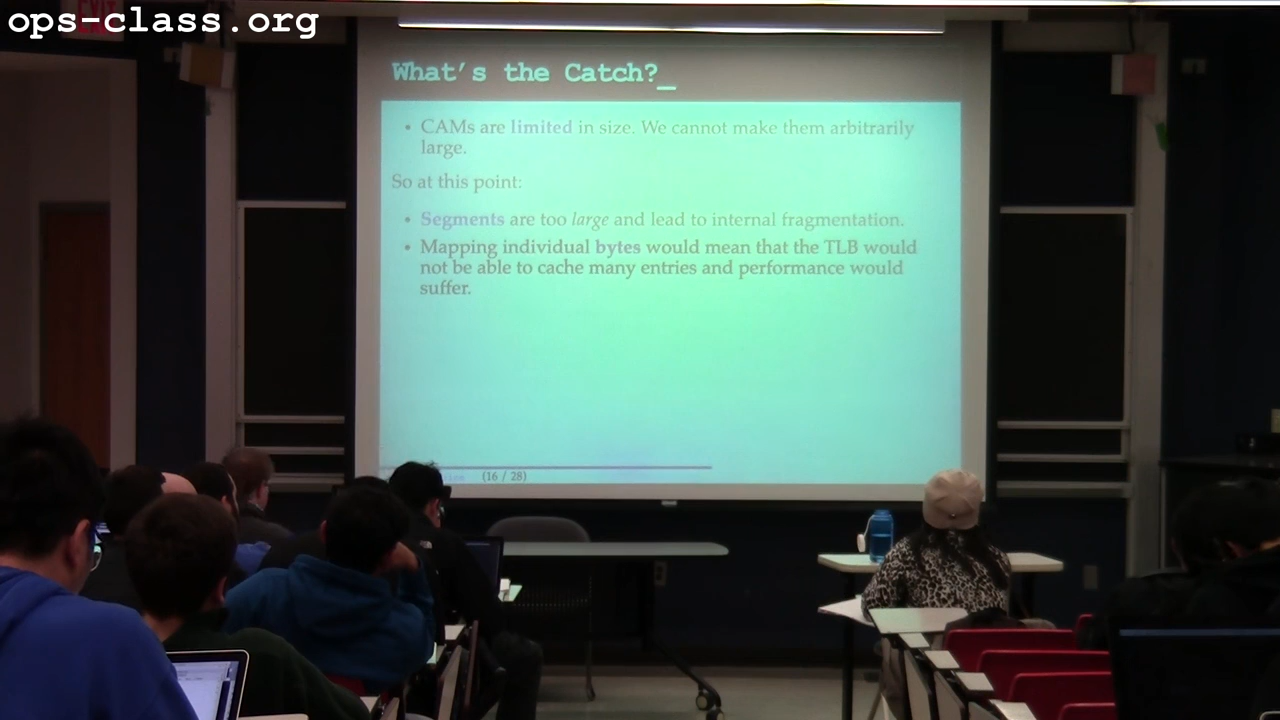 ops-class.org
EXIT
What's the Catch?_
• CAMs are limited in size. We cannot make them arbitrarily
large.
So at this point:
• Segments are too large and lead to internal fragmentation.
• Mapping individual bytes would mean that the TLB would
not be able to cache many entries and performance would
suffer.
(16 / 28)